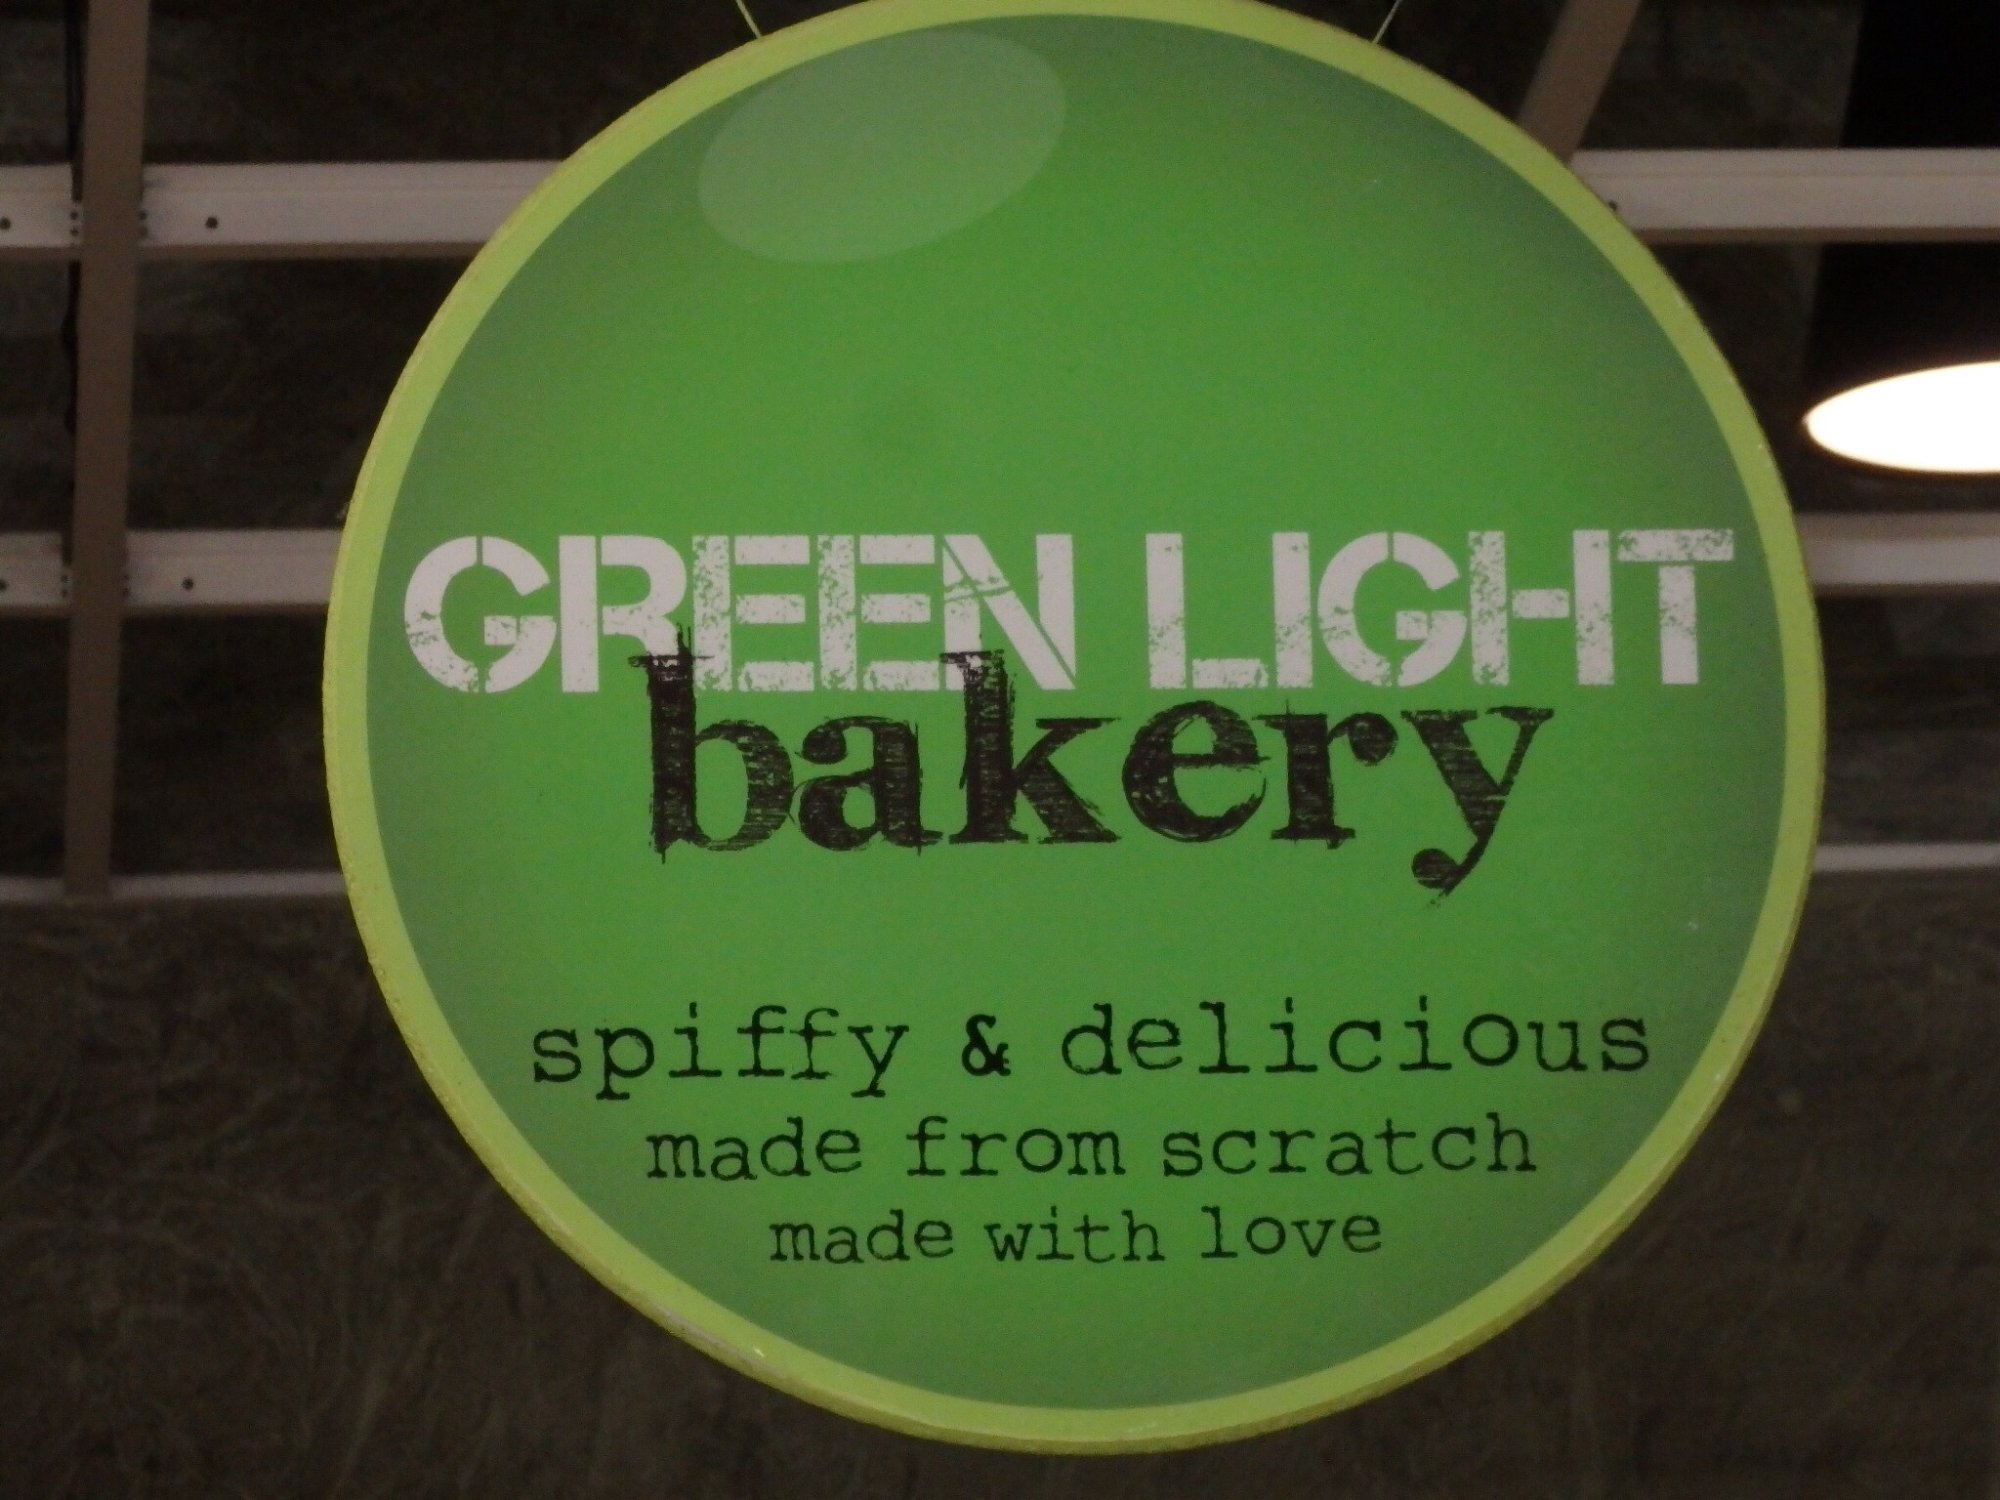 GREEN LIGHT
bakery
spiffy & delicious
made from scratch
made with love